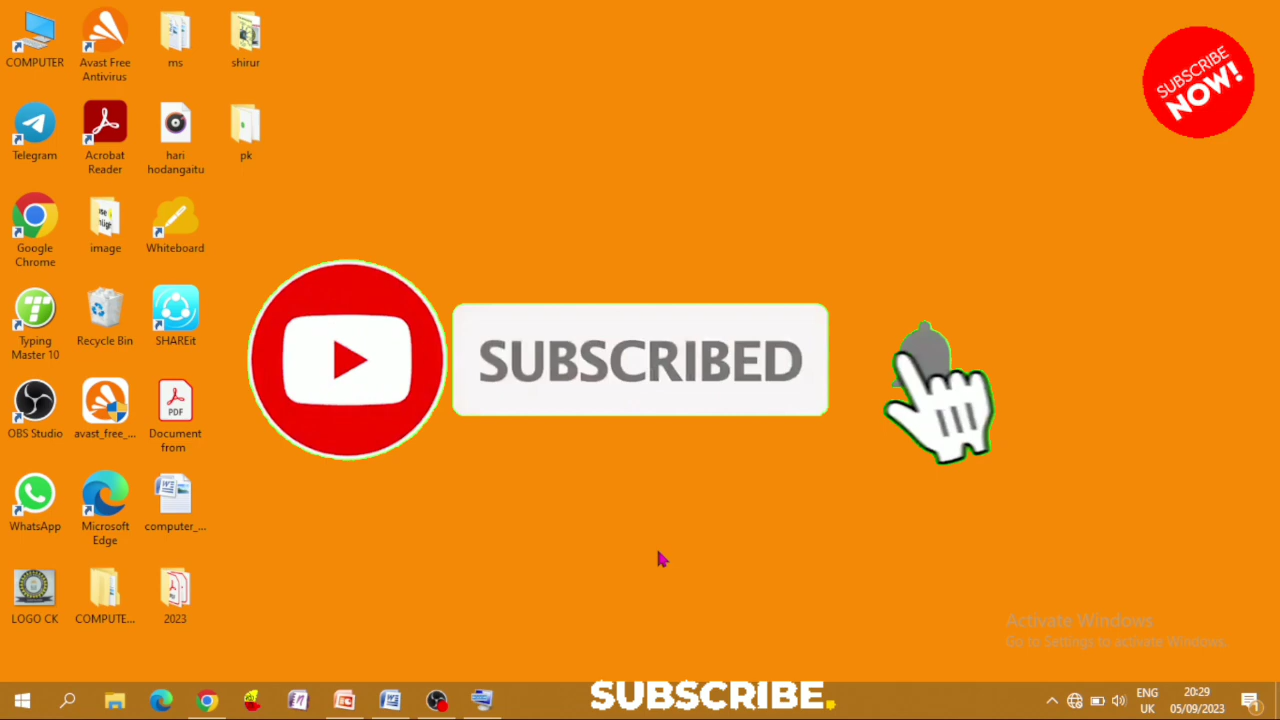 COMPUTER
Avast Free
Antivirus
ms
shirur
Telegram
Acrobat
Reader
hari
hodangaitu
pk
Google
Chrome
image
Whiteboard
Typing
Master 10
Recycle Bin
SHAREit
OBS Studio
avast_free_...
PDF
Document
from
WhatsApp
Microsoft
Edge
computer_...
LOGO CK
COMPUTE...
2023
SUBSCRIBE
NOW!
SUBSCRIBED
Activate Windows
Go to Settings to activate Windows.
SUBSCRIBE.
ENG
UK
20:29
05/09/2023
1